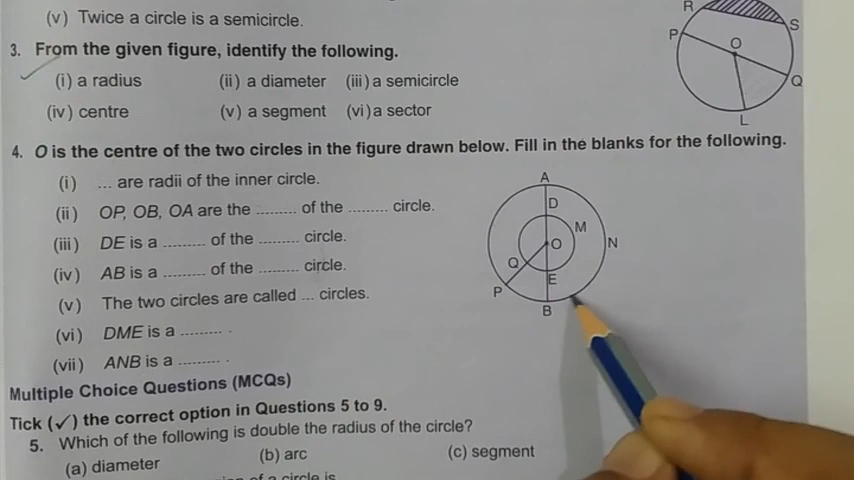 (v) Twice a circle is a semicircle.
3. From the given figure, identify the following.
(i) a radius (ii) a diameter (iii) a semicircle
(iv) centre (v) a segment (vi) a sector
R
S
P
O
Q
L
4. O is the centre of the two circles in the figure drawn below. Fill in the blanks for the following.
(i) ... are radii of the inner circle.
(ii) OP, OB, OA are the ......... of the ......... circle.
(iii) DE is a ......... of the ......... circle.
(iv) AB is a ......... of the ......... circle.
(v) The two circles are called ... circles.
(vi) DME is a ......... .
(vii) ANB is a ......... .
A
D
M
O
N
Q
E
P
B
Multiple Choice Questions (MCQs)
Tick (✓) the correct option in Questions 5 to 9.
5. Which of the following is double the radius of the circle?
(a) diameter (b) arc (c) segment
of a circle is